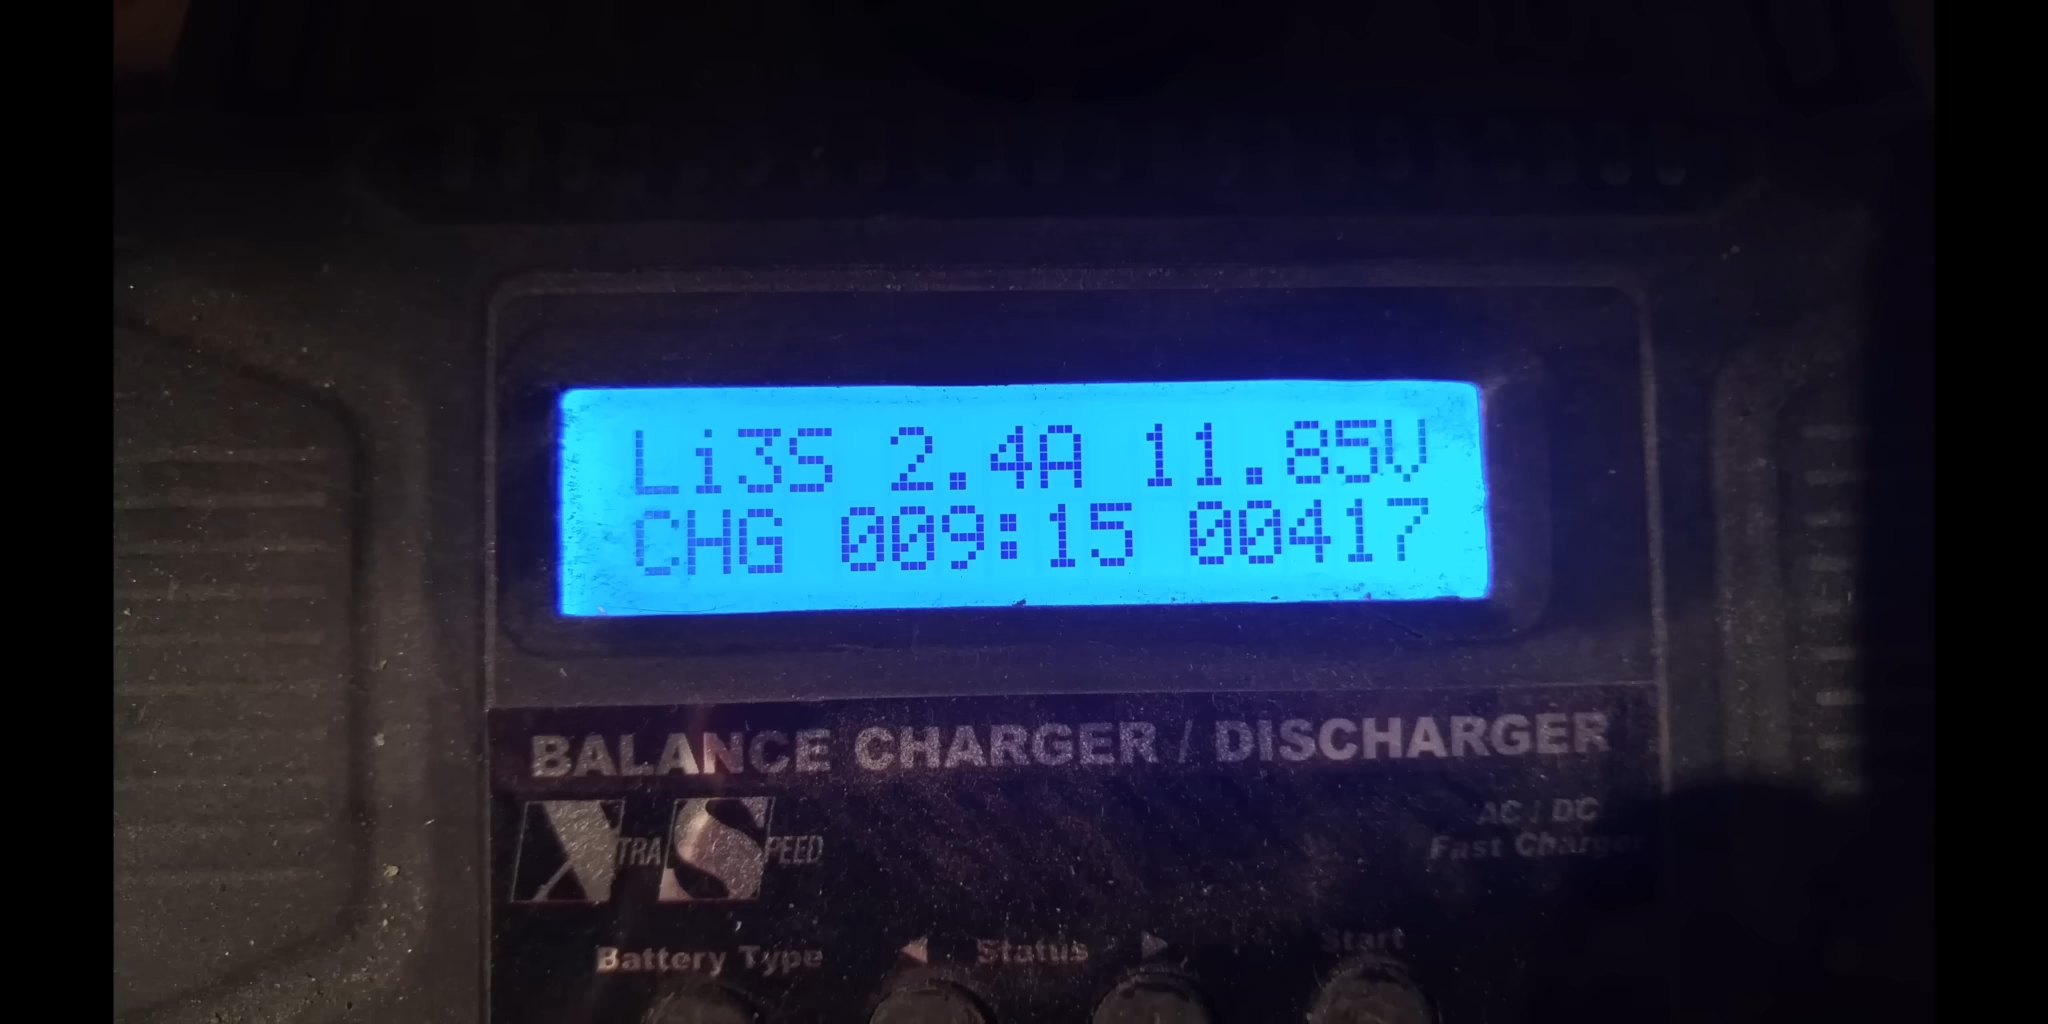 Li3S 2.4A 11.85V
CHG 009:15 00417
BALANCE CHARGER / DISCHARGER
XTRA SPEED
AC / DC
Fast Charger
Battery Type
◀ Status ▶
Start